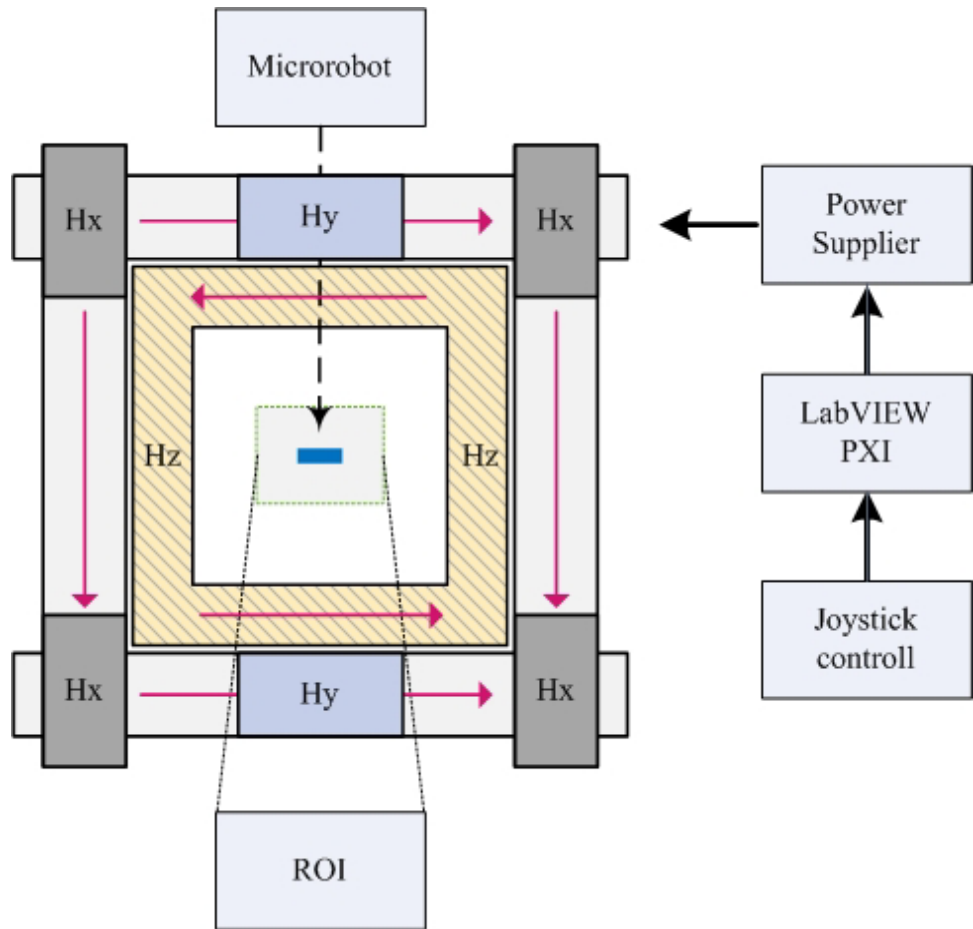 Microrobot
Hx
Hy
Hx
Power
Supplier
Hz
Hz
LabVIEW
PXI
Joystick
controll
Hx
Hy
Hx
ROI